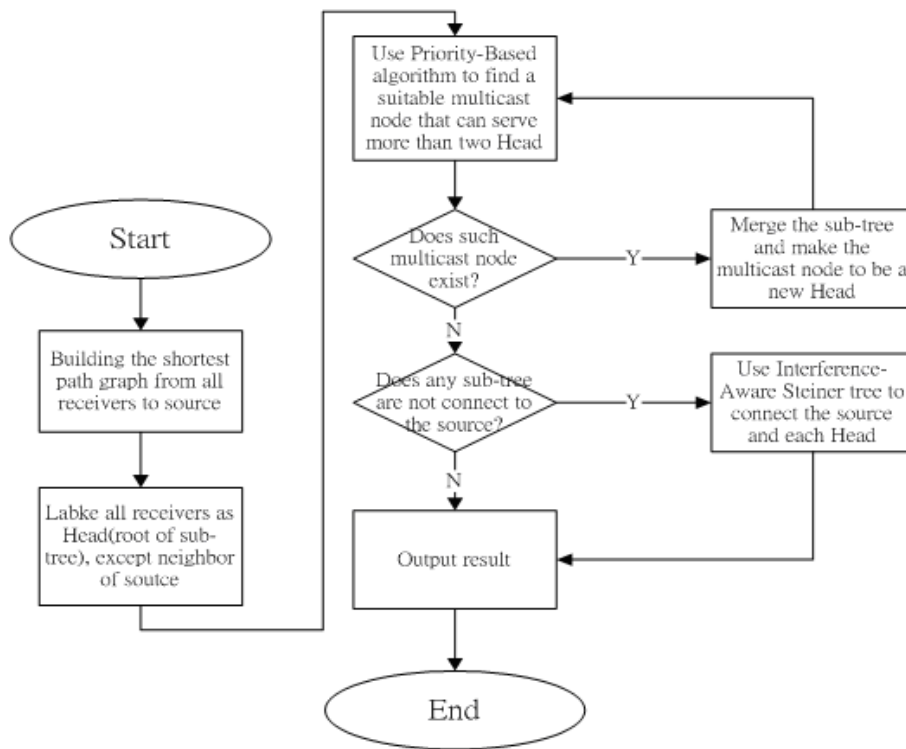 Start
Building the shortest
path graph from all
receivers to source
Labke all receivers as
Head(root of sub-
tree), except neighbor
of soutce
Use Priority-Based
algorithm to find a
suitable multicast
node that can serve
more than two Head
Does such
multicast node
exist?
Y
Merge the sub-tree
and make the
multicast node to be a
new Head
N
Does any sub-tree
are not connect to
the source?
Y
Use Interference-
Aware Steiner tree to
connect the source
and each Head
N
Output result
End